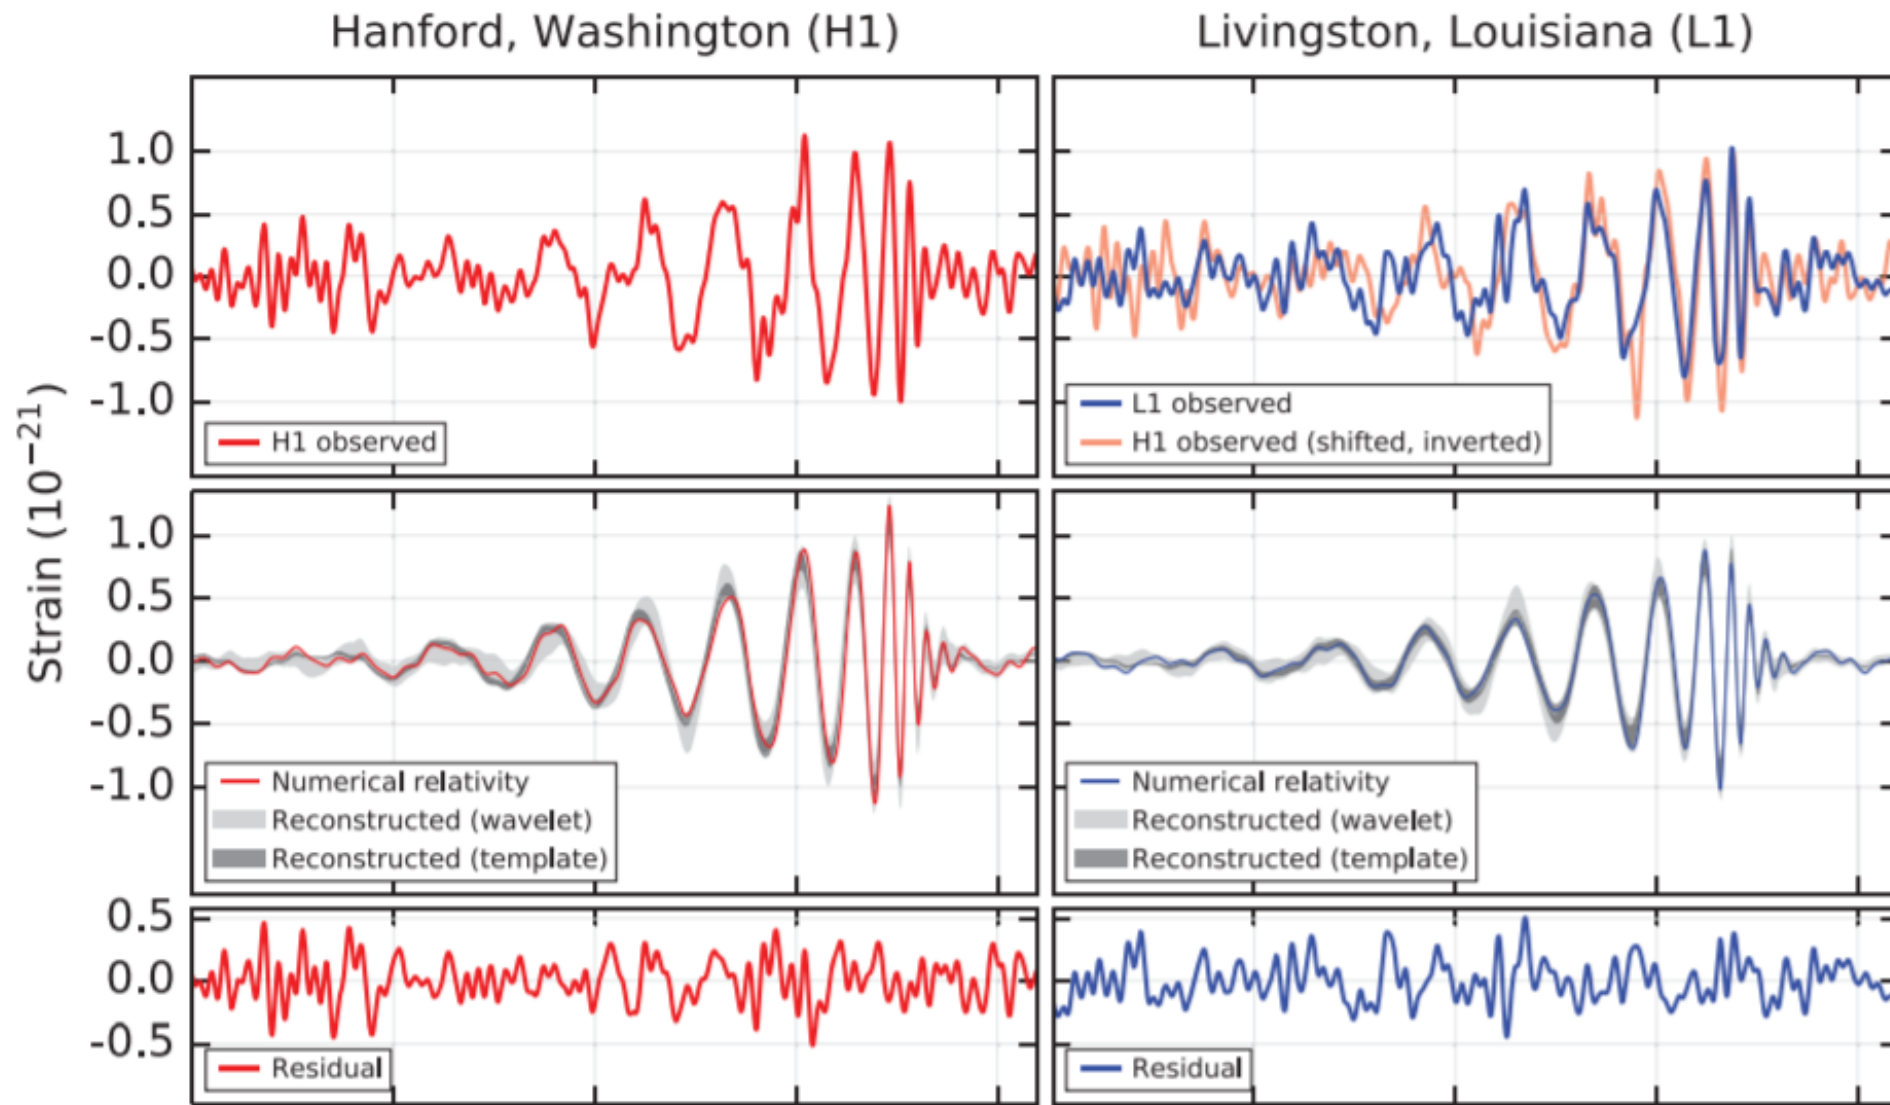 Hanford, Washington (H1)
Livingston, Louisiana (L1)
Strain (10⁻²¹)
1.0
0.5
0.0
-0.5
-1.0
H1 observed
L1 observed
H1 observed (shifted, inverted)
1.0
0.5
0.0
-0.5
-1.0
Numerical relativity
Reconstructed (wavelet)
Reconstructed (template)
Numerical relativity
Reconstructed (wavelet)
Reconstructed (template)
0.5
0.0
-0.5
Residual
Residual